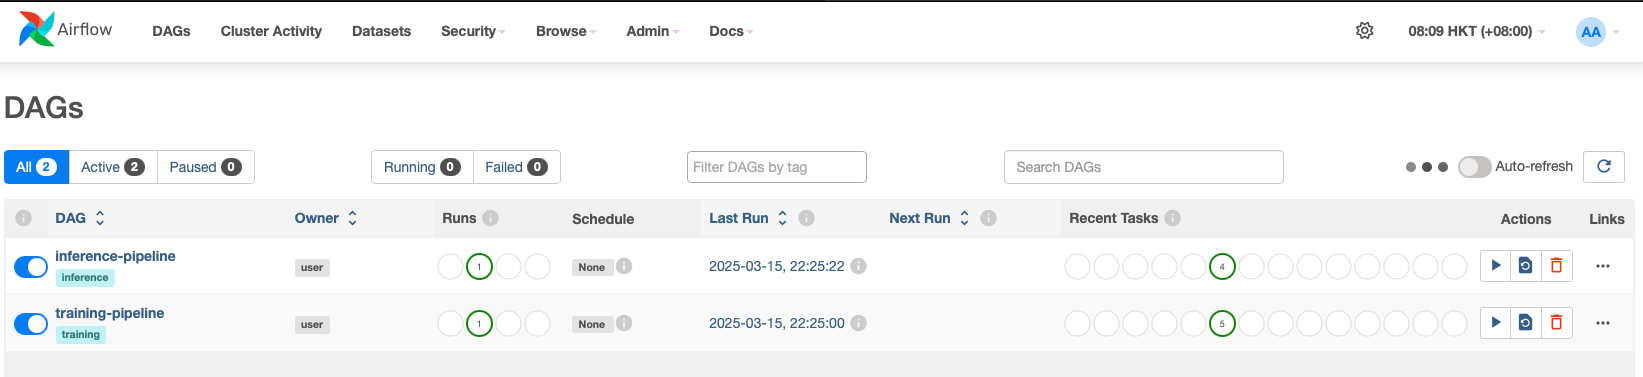 Airflow DAGs Cluster Activity Datasets Security Browse Admin Docs 08:09 HKT (+08:00) AA
DAGs
All 2 Active 2 Paused 0 Running 0 Failed 0 Filter DAGs by tag Search DAGs Auto-refresh
DAG Owner Runs Schedule Last Run Next Run Recent Tasks Actions Links
inference-pipeline
inference
user 1 None 2025-03-15, 22:25:22 4
training-pipeline
training
user 1 None 2025-03-15, 22:25:00 5